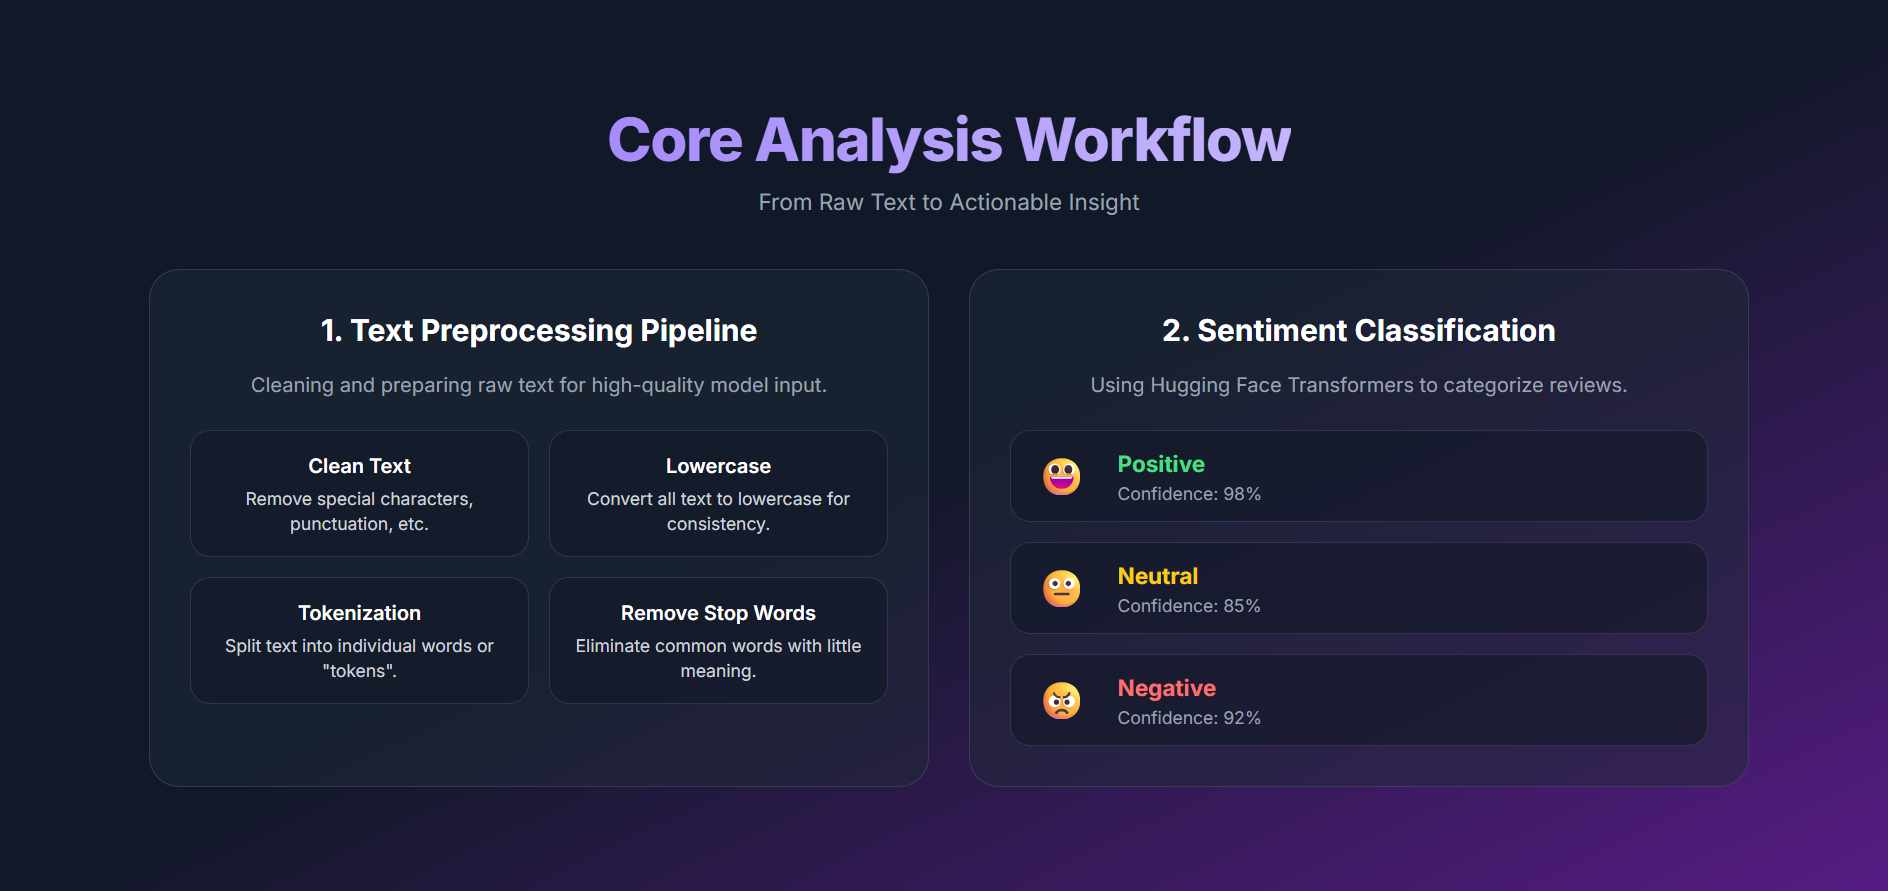 Core Analysis Workflow
From Raw Text to Actionable Insight
1. Text Preprocessing Pipeline
Cleaning and preparing raw text for high-quality model input.
Clean Text
Remove special characters,
punctuation, etc.
Lowercase
Convert all text to lowercase for
consistency.
Tokenization
Split text into individual words or
"tokens".
Remove Stop Words
Eliminate common words with little
meaning.
2. Sentiment Classification
Using Hugging Face Transformers to categorize reviews.
Positive
Confidence: 98%
Neutral
Confidence: 85%
Negative
Confidence: 92%